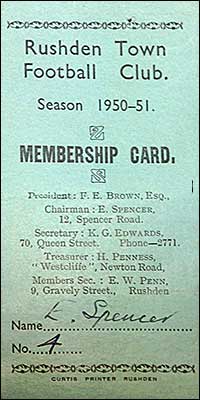 Rushden Town
Football Club.
Season 1950-51.
MEMBERSHIP CARD.
President: F. E. BROWN, ESQ.,
Chairman: E. SPENCER,
12, Spencer Road.
Secretary: K. G. EDWARDS,
70, Queen Street. Phone—2771.
Treasurer: H. PENNESS,
"Westcliffe", Newton Road,
Members Sec.: E. W. PENN,
9, Gravely Street., Rushden
Name E. Spencer
No. 4
CURTIS PRINTER RUSHDEN